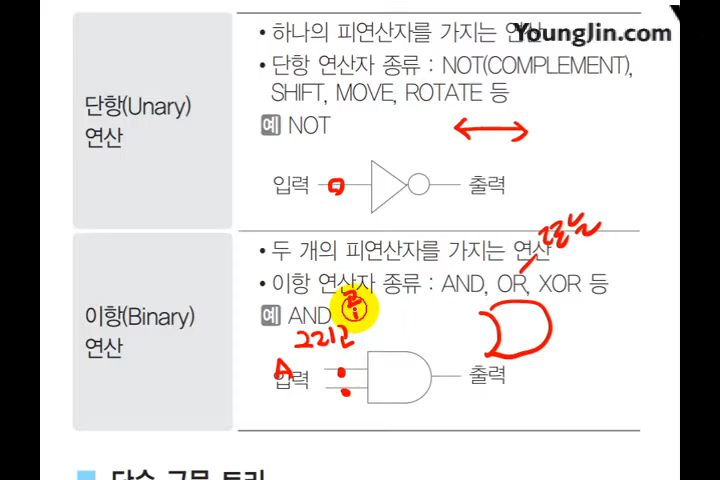 YoungJin.com
• 하나의 피연산자를 가지는 연산
• 단항 연산자 종류 : NOT(COMPLEMENT),
SHIFT, MOVE, ROTATE 등
단항(Unary)
연산
예 NOT
입력
출력
• 두 개의 피연산자를 가지는 연산
• 이항 연산자 종류 : AND, OR, XOR 등
이항(Binary)
연산
예 AND
그리고
A
입력
출력